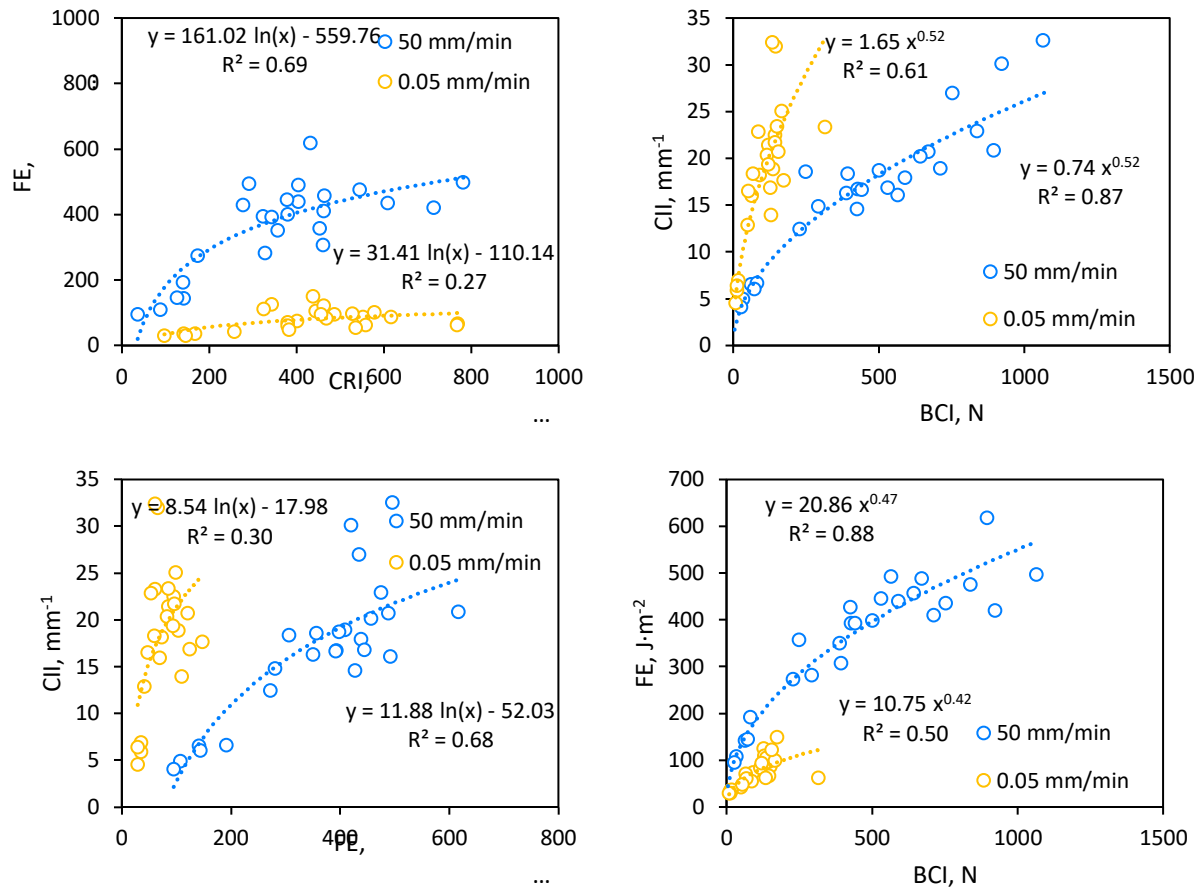 1000
800
600
400
200
0
FE,
:
y = 161.02 ln(x) - 559.76
R² = 0.69
50 mm/min
0.05 mm/min
y = 31.41 ln(x) - 110.14
R² = 0.27
0 200 400 600 800 1000
CRI,
...
35
30
25
20
15
10
5
0
CII, mm⁻¹
y = 1.65 x^0.52
R² = 0.61
y = 0.74 x^0.52
R² = 0.87
50 mm/min
0.05 mm/min
0 500 1000 1500
BCI, N
35
30
25
20
15
10
5
0
CII, mm⁻¹
y = 8.54 ln(x) - 17.98
R² = 0.30
50 mm/min
0.05 mm/min
y = 11.88 ln(x) - 52.03
R² = 0.68
0 200 400 600 800
FE,
...
700
600
500
400
300
200
100
0
FE, J·m⁻²
y = 20.86 x^0.47
R² = 0.88
y = 10.75 x^0.42
R² = 0.50
50 mm/min
0.05 mm/min
0 500 1000 1500
BCI, N